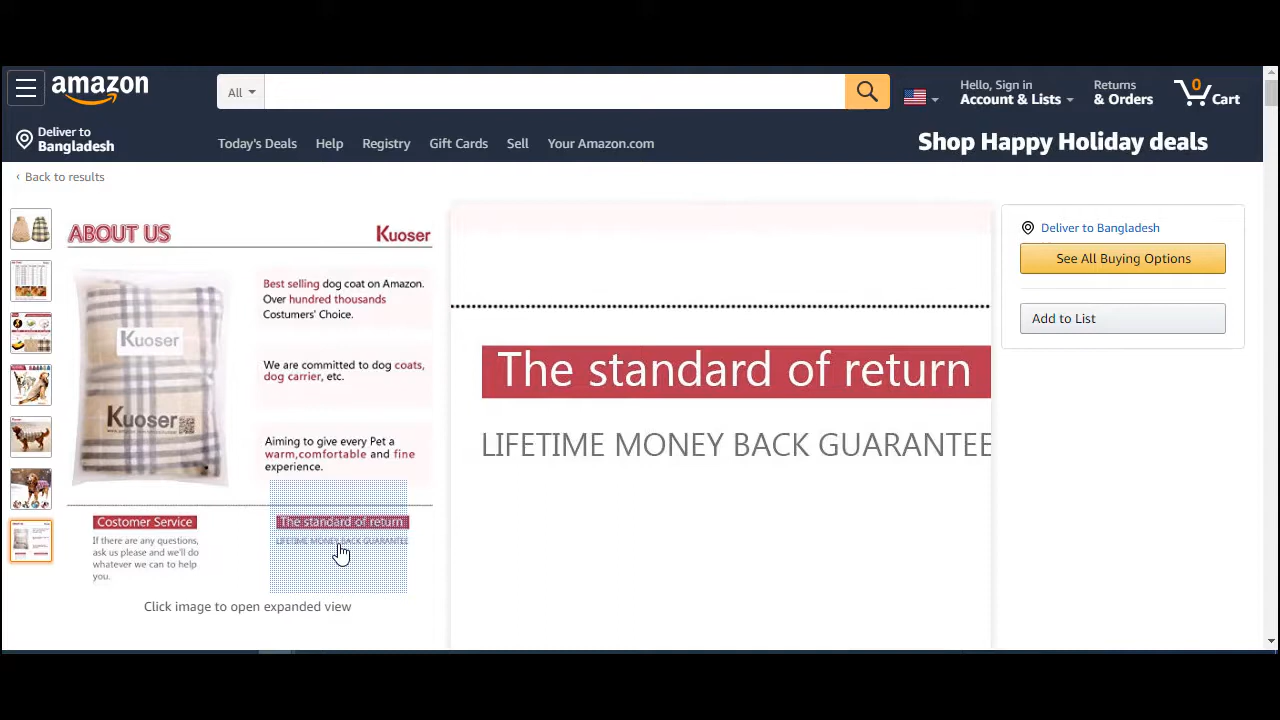 amazon
All
Hello, Sign in
Account & Lists
Returns
& Orders
0
Cart
Deliver to
Bangladesh
Today's Deals
Help
Registry
Gift Cards
Sell
Your Amazon.com
Shop Happy Holiday deals
‹ Back to results
ABOUT US
Kuoser
Best selling dog coat on Amazon.
Over hundred thousands
Costumers' Choice.
We are committed to dog coats,
dog carrier, etc.
Aiming to give every Pet a
warm,comfortable and fine
experience.
Kuoser
Kuoser
Customer Service
If there are any questions,
ask us please and we'll do
whatever we can to help
you.
The standard of return
LIFETIME MONEY BACK GUARANTEE
Click image to open expanded view
The standard of return
LIFETIME MONEY BACK GUARANTEE
Deliver to Bangladesh
See All Buying Options
Add to List